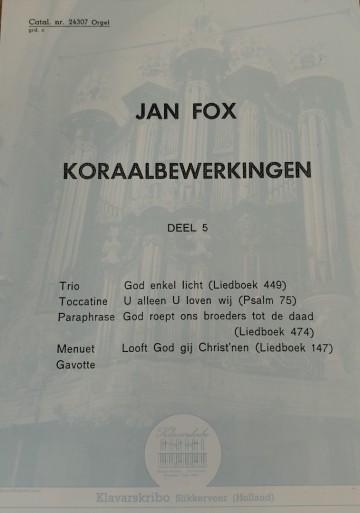 Catal. nr. 24307 Orgel
grd. c
JAN FOX
KORAALBEWERKINGEN
DEEL 5
Trio God enkel licht (Liedboek 449)
Toccatine U alleen U loven wij (Psalm 75)
Paraphrase God roept ons broeders tot de daad
(Liedboek 474)
Menuet Looft God gij Christ'nen (Liedboek 147)
Gavotte
Klavarskribo
Klavarskribo Slikkerveer (Holland)